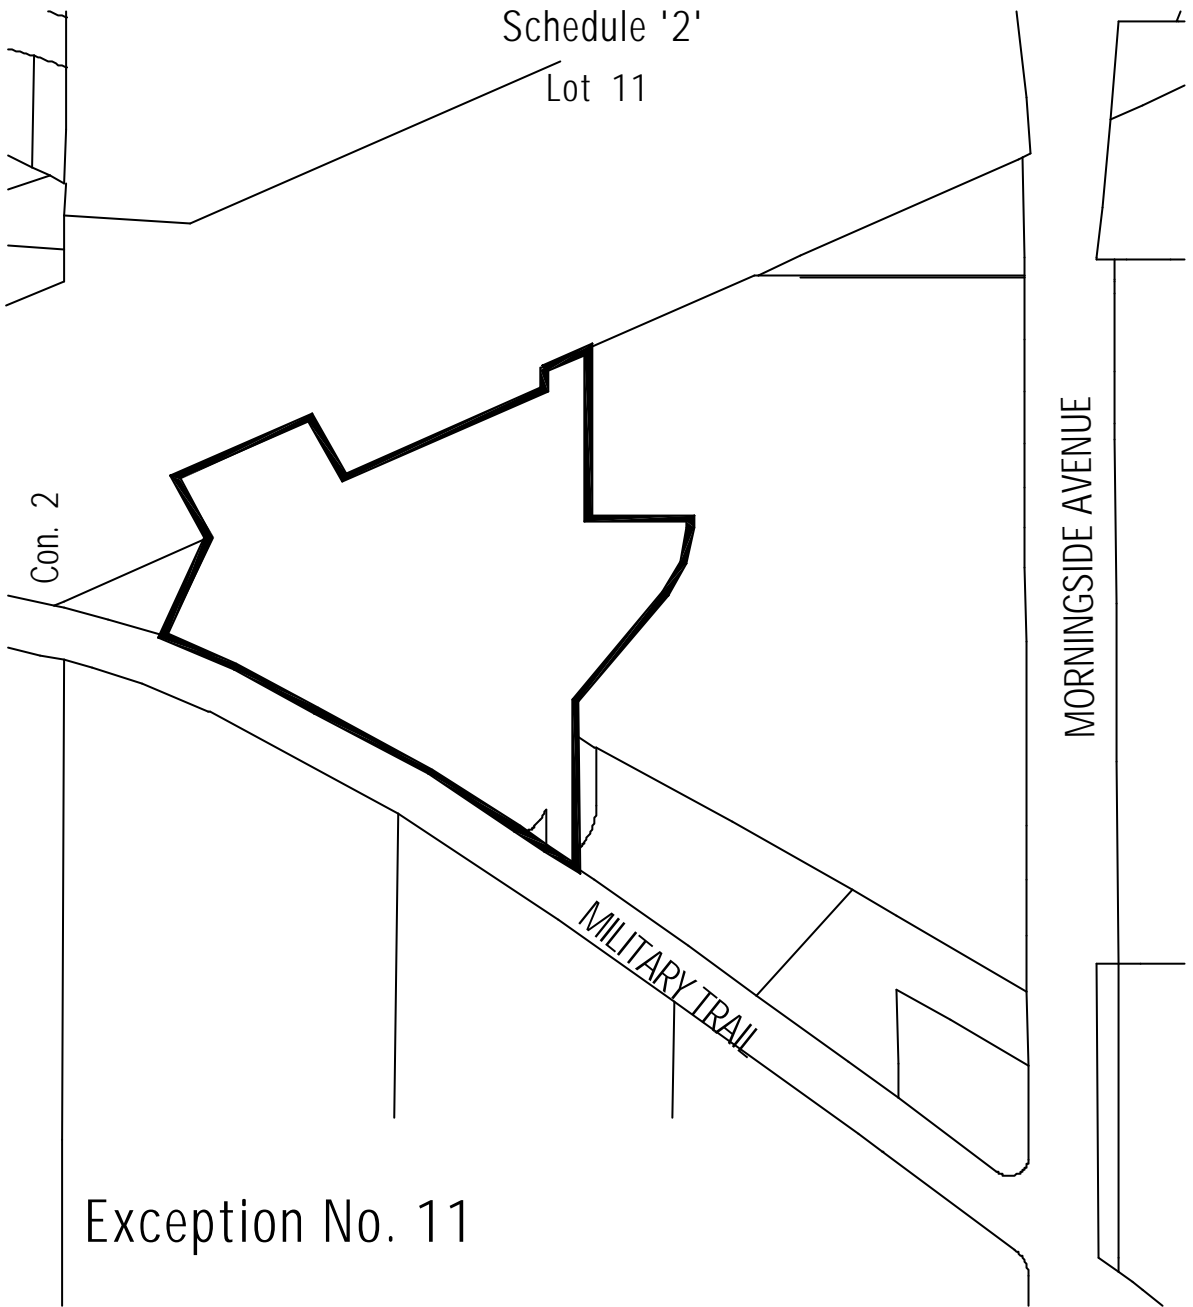 Schedule '2'
Lot 11
Con. 2
MORNINGSIDE AVENUE
MILITARY TRAIL
Exception No. 11